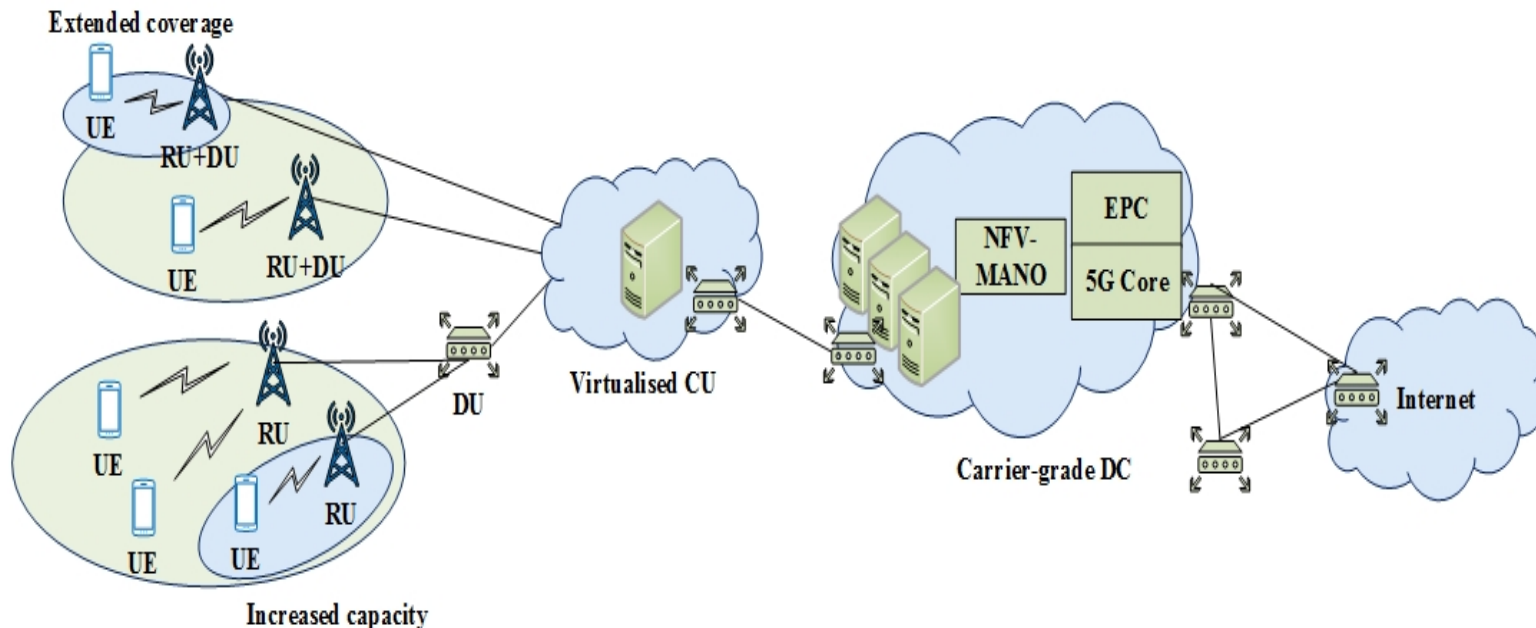 Extended coverage
UE
RU+DU
UE
RU+DU
RU
UE
UE
RU
UE
Increased capacity
DU
Virtualised CU
NFV-
MANO
EPC
5G Core
Carrier-grade DC
Internet